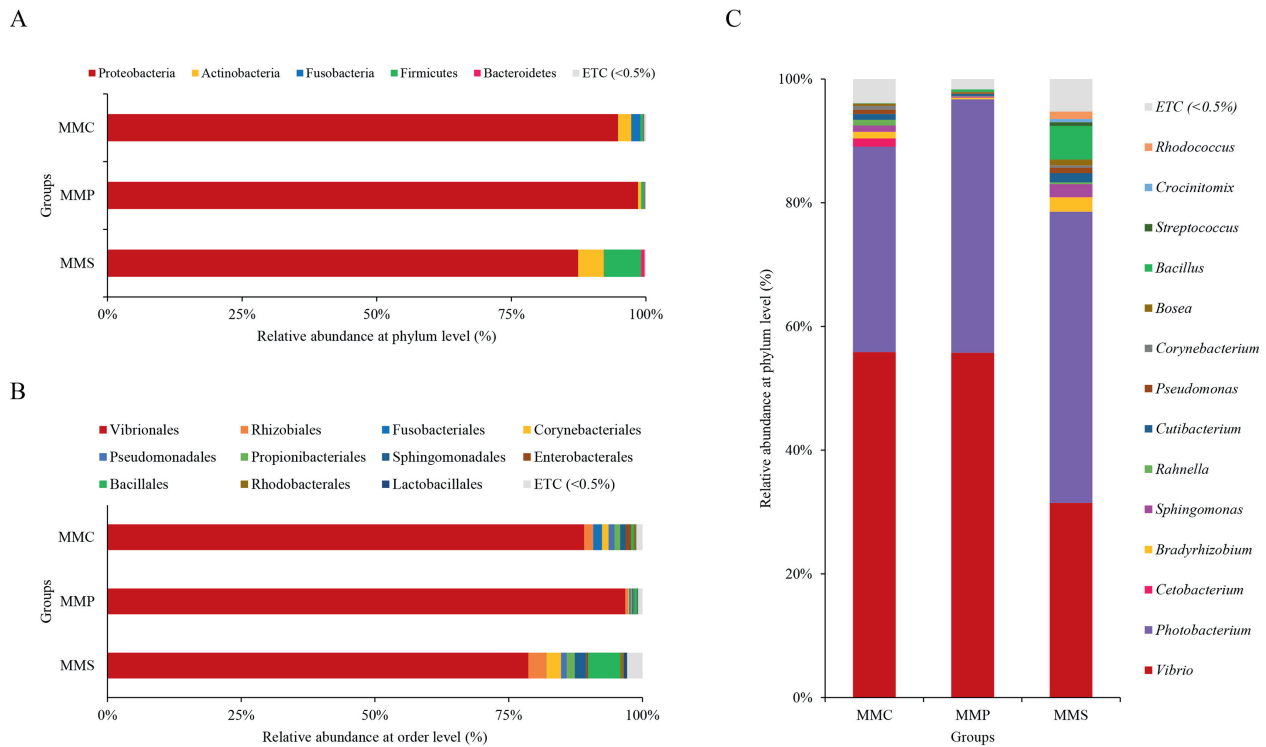 A
Proteobacteria Actinobacteria Fusobacteria Firmicutes Bacteroidetes ETC (<0.5%)
Groups
MMC
MMP
MMS
0% 25% 50% 75% 100%
Relative abundance at phylum level (%)
B
Vibrionales Rhizobiales Fusobacteriales Corynebacteriales
Pseudomonadales Propionibacteriales Sphingomonadales Enterobacterales
Bacillales Rhodobacterales Lactobacillales ETC (<0.5%)
Groups
MMC
MMP
MMS
0% 25% 50% 75% 100%
Relative abundance at order level (%)
C
Relative abundance at phylum level (%)
100%
80%
60%
40%
20%
0%
MMC MMP MMS
Groups
ETC (<0.5%)
Rhodococcus
Crocinitomix
Streptococcus
Bacillus
Bosea
Corynebacterium
Pseudomonas
Cutibacterium
Rahnella
Sphingomonas
Bradyrhizobium
Cetobacterium
Photobacterium
Vibrio